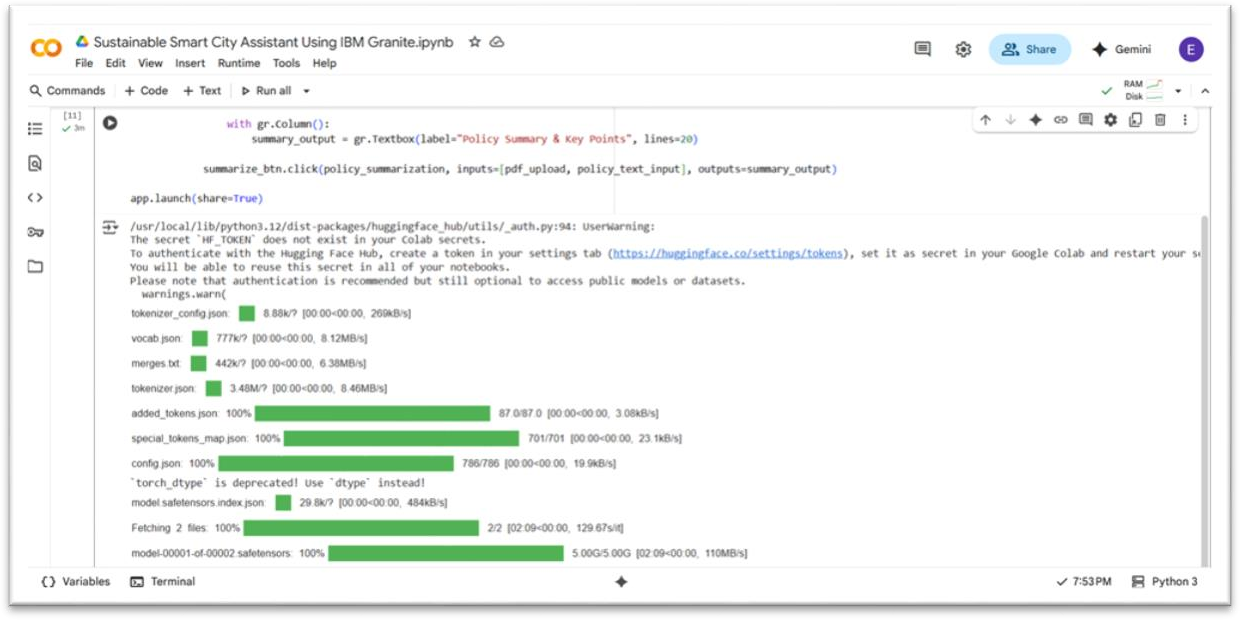 Sustainable Smart City Assistant Using IBM Granite.ipynb
File Edit View Insert Runtime Tools Help
Share
Gemini
E
Commands + Code + Text Run all
RAM
Disk
[11]
3m
with gr.Column():
summary_output = gr.Textbox(label="Policy Summary & Key Points", lines=20)
summarize_btn.click(policy_summarization, inputs=[pdf_upload, policy_text_input], outputs=summary_output)
app.launch(share=True)
/usr/local/lib/python3.12/dist-packages/huggingface_hub/utils/_auth.py:94: UserWarning:
The secret `HF_TOKEN` does not exist in your Colab secrets.
To authenticate with the Hugging Face Hub, create a token in your settings tab (https://huggingface.co/settings/tokens), set it as secret in your Google Colab and restart your
You will be able to reuse this secret in all of your notebooks.
Please note that authentication is recommended but still optional to access public models or datasets.
warnings.warn(
tokenizer_config.json: 8.88k/? [00:00<00:00, 269kB/s]
vocab.json: 777k/? [00:00<00:00, 8.12MB/s]
merges.txt: 442k/? [00:00<00:00, 6.38MB/s]
tokenizer.json: 3.48M/? [00:00<00:00, 8.46MB/s]
added_tokens.json: 100% 87.0/87.0 [00:00<00:00, 3.08kB/s]
special_tokens_map.json: 100% 701/701 [00:00<00:00, 23.1kB/s]
config.json: 100% 786/786 [00:00<00:00, 19.9kB/s]
`torch_dtype` is deprecated! Use `dtype` instead!
model.safetensors.index.json: 29.8k/? [00:00<00:00, 484kB/s]
Fetching 2 files: 100% 2/2 [02:09<00:00, 129.67s/it]
model-00001-of-00002.safetensors: 100% 5.00G/5.00G [02:09<00:00, 110MB/s]
Variables Terminal
7:53PM Python 3